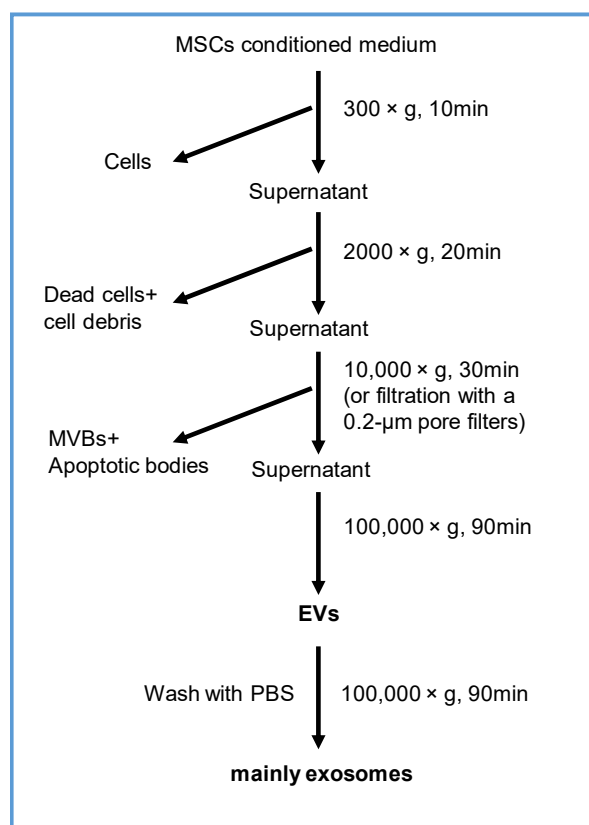 MSCs conditioned medium
300 × g, 10min
Cells
Supernatant
2000 × g, 20min
Dead cells+
cell debris
Supernatant
10,000 × g, 30min
(or filtration with a
0.2-µm pore filters)
MVBs+
Apoptotic bodies
Supernatant
100,000 × g, 90min
EVs
Wash with PBS
100,000 × g, 90min
mainly exosomes